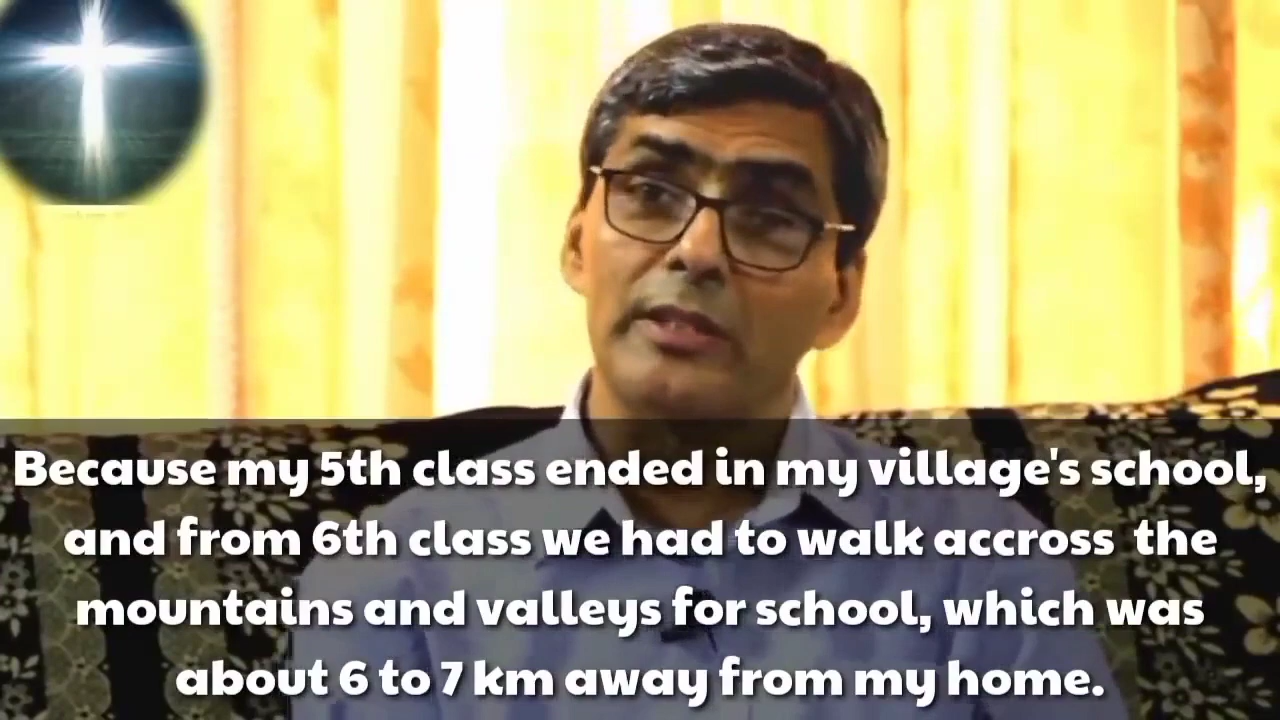 Because my 5th class ended in my village's school,
and from 6th class we had to walk accross the
mountains and valleys for school, which was
about 6 to 7 km away from my home.